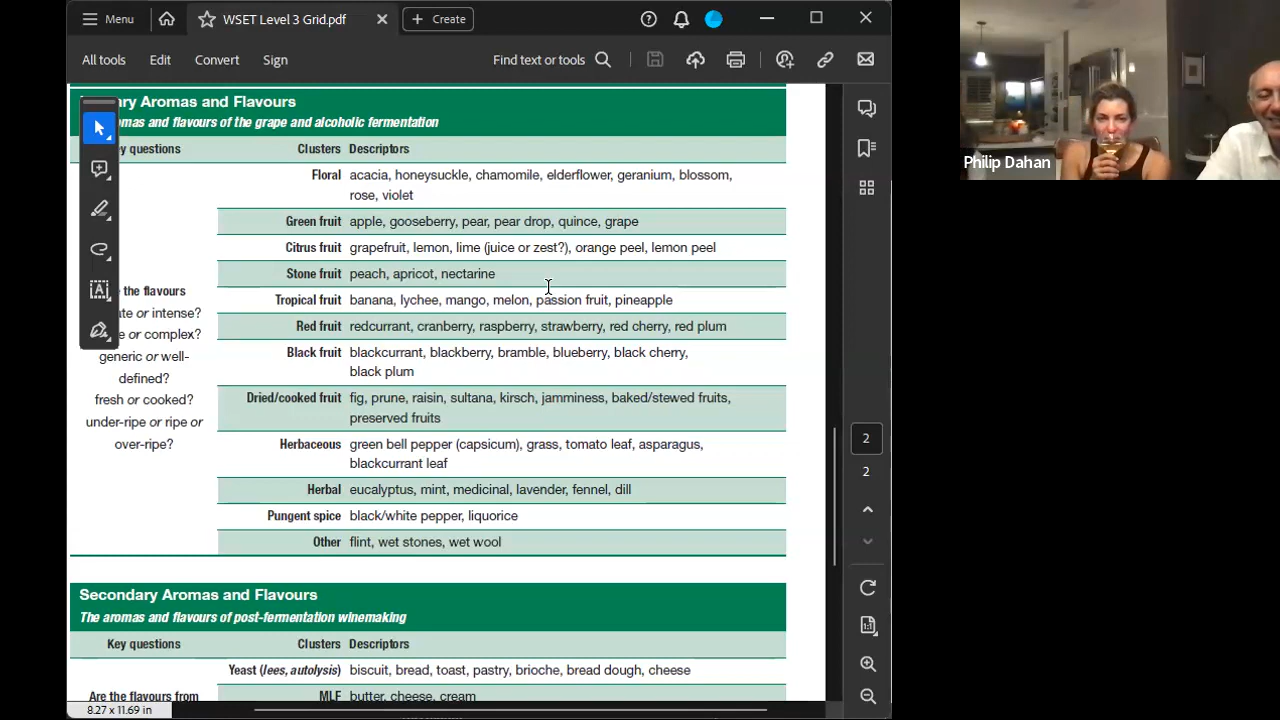 Menu
WSET Level 3 Grid.pdf
Create
All tools
Edit
Convert
Sign
Find text or tools
ry Aromas and Flavours
omas and flavours of the grape and alcoholic fermentation
y questions
Clusters
Descriptors
Floral
acacia, honeysuckle, chamomile, elderflower, geranium, blossom,
rose, violet
Green fruit
apple, gooseberry, pear, pear drop, quince, grape
Citrus fruit
grapefruit, lemon, lime (juice or zest?), orange peel, lemon peel
Stone fruit
peach, apricot, nectarine
Tropical fruit
banana, lychee, mango, melon, passion fruit, pineapple
Red fruit
redcurrant, cranberry, raspberry, strawberry, red cherry, red plum
Black fruit
blackcurrant, blackberry, bramble, blueberry, black cherry,
black plum
Dried/cooked fruit
fig, prune, raisin, sultana, kirsch, jamminess, baked/stewed fruits,
preserved fruits
Herbaceous
green bell pepper (capsicum), grass, tomato leaf, asparagus,
blackcurrant leaf
Herbal
eucalyptus, mint, medicinal, lavender, fennel, dill
Pungent spice
black/white pepper, liquorice
Other
flint, wet stones, wet wool
the flavours
ate or intense?
or complex?
generic or well-
defined?
fresh or cooked?
under-ripe or ripe or
over-ripe?
Secondary Aromas and Flavours
The aromas and flavours of post-fermentation winemaking
Key questions
Clusters
Descriptors
Yeast (lees, autolysis)
biscuit, bread, toast, pastry, brioche, bread dough, cheese
Are the flavours from
MLF
butter, cheese, cream
8.27 x 11.69 in
2
2
1:1
Philip Dahan